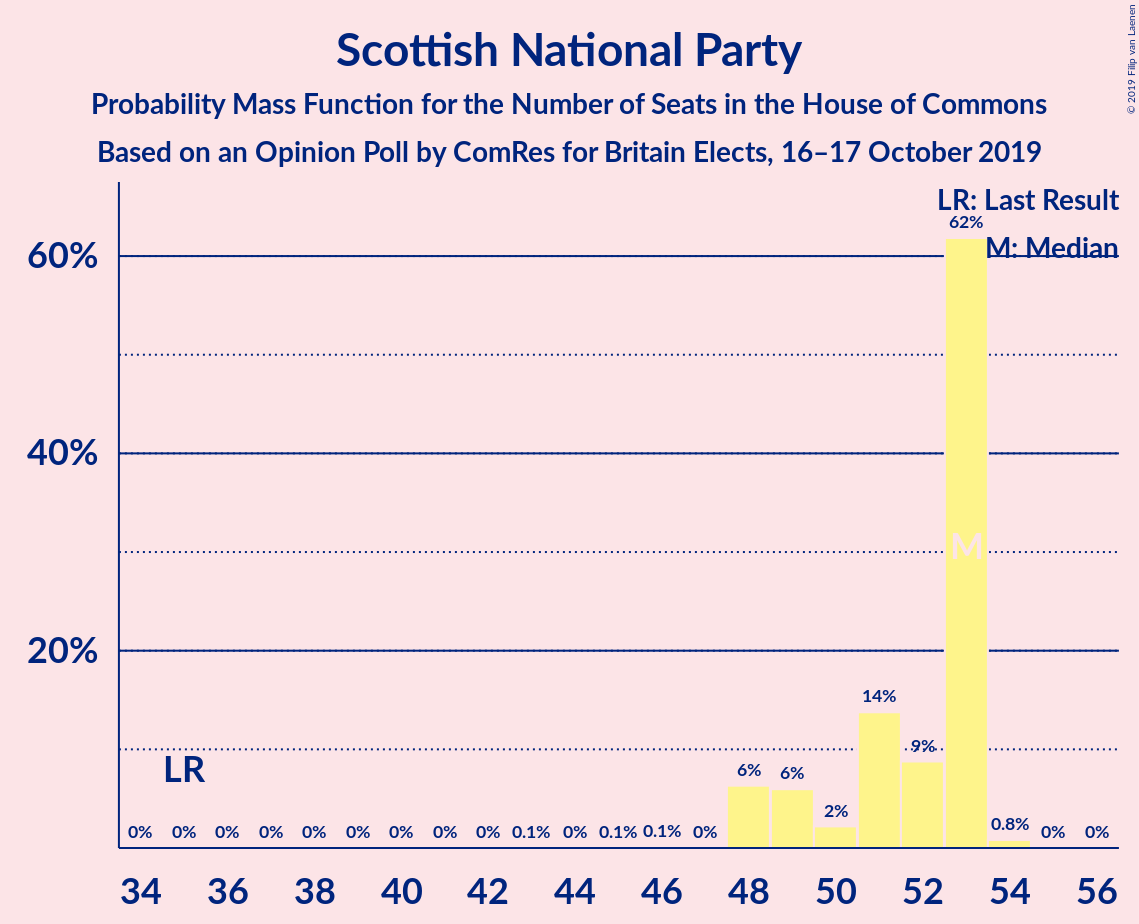 Scottish National Party
Probability Mass Function for the Number of Seats in the House of Commons
Based on an Opinion Poll by ComRes for Britain Elects, 16–17 October 2019
© 2019 Filip van Laenen
LR: Last Result
M: Median
60%
40%
20%
62%
M
LR
0% 0% 0% 0% 0% 0% 0% 0% 0% 0.1% 0% 0.1% 0.1% 0% 6% 6% 2% 14% 9% 0.8% 0% 0%
34 36 38 40 42 44 46 48 50 52 54 56